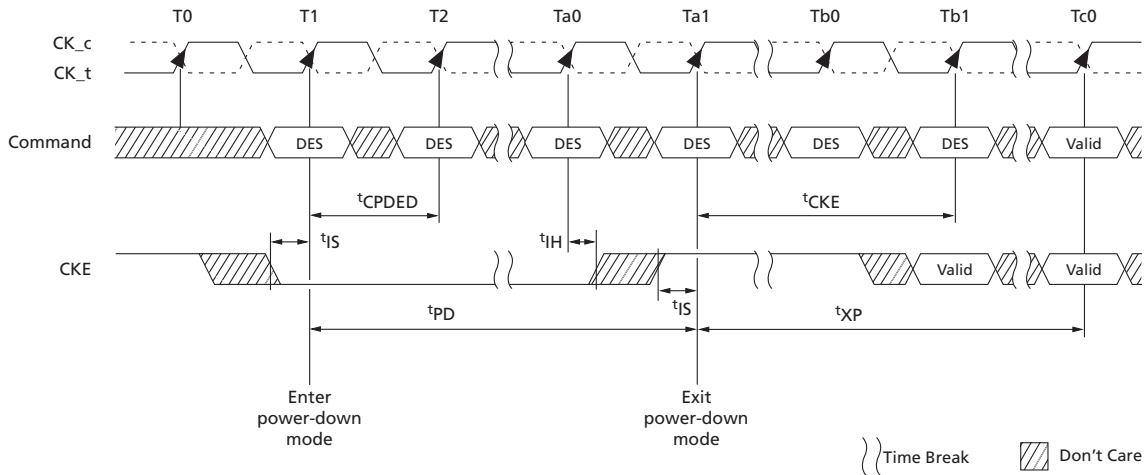 T0 T1 T2 Ta0 Ta1 Tb0 Tb1 Tc0
CK_c
CK_t
Command DES DES DES DES DES DES Valid
tCPDED tCKE
tIS tIH
CKE Valid Valid
tIS
tPD tXP
Enter
power-down
mode
Exit
power-down
mode
Time Break Don't Care